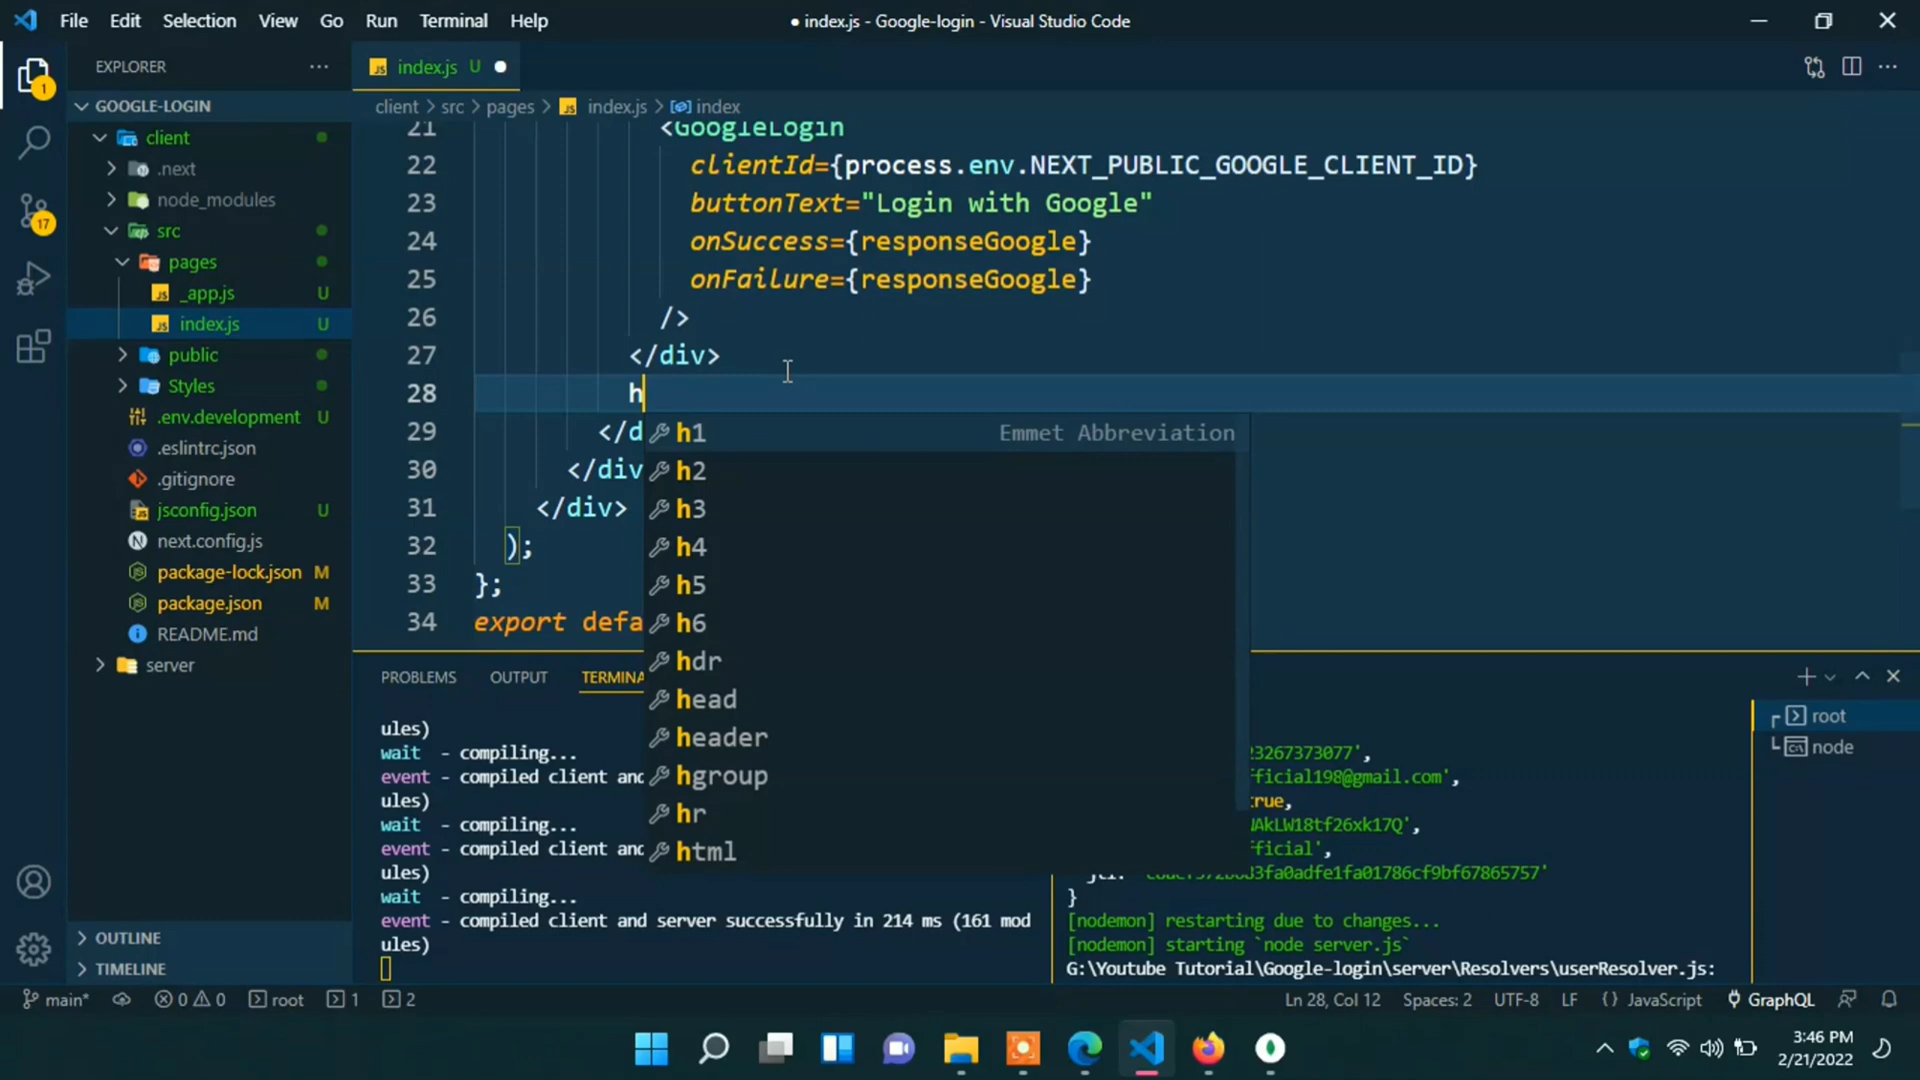 File Edit Selection View Go Run Terminal Help
● index.js - Google-login - Visual Studio Code
EXPLORER
GOOGLE-LOGIN
client
.next
node_modules
src
pages
_app.js U
index.js U
public
Styles
.env.development U
.eslintrc.json
.gitignore
jsconfig.json U
next.config.js
package-lock.json M
package.json M
README.md
server
OUTLINE
TIMELINE
1
17
index.js U
client > src > pages > index.js > index
21 <GoogleLogin
22 clientId={process.env.NEXT_PUBLIC_GOOGLE_CLIENT_ID}
23 buttonText="Login with Google"
24 onSuccess={responseGoogle}
25 onFailure={responseGoogle}
26 />
27 </div>
28 h
29 </d
30 </div
31 </div>
32 );
33 };
34 export defa
h1 Emmet Abbreviation
h2
h3
h4
h5
h6
hdr
head
header
hgroup
hr
html
PROBLEMS OUTPUT TERMINA
ules)
wait - compiling...
event - compiled client and
ules)
wait - compiling...
event - compiled client and
ules)
wait - compiling...
event - compiled client and server successfully in 214 ms (161 mod
ules)
23267373077',
fficial198@gmail.com',
rue,
AkLW18tf26xk17Q',
fficial',
}
[nodemon] restarting due to changes...
[nodemon] starting `node server.js`
G:\Youtube Tutorial\Google-login\server\Resolvers\userResolver.js:
root
node
main* 0 0 root 1 2
Ln 28, Col 12 Spaces: 2 UTF-8 LF {} JavaScript GraphQL
3:46 PM
2/21/2022